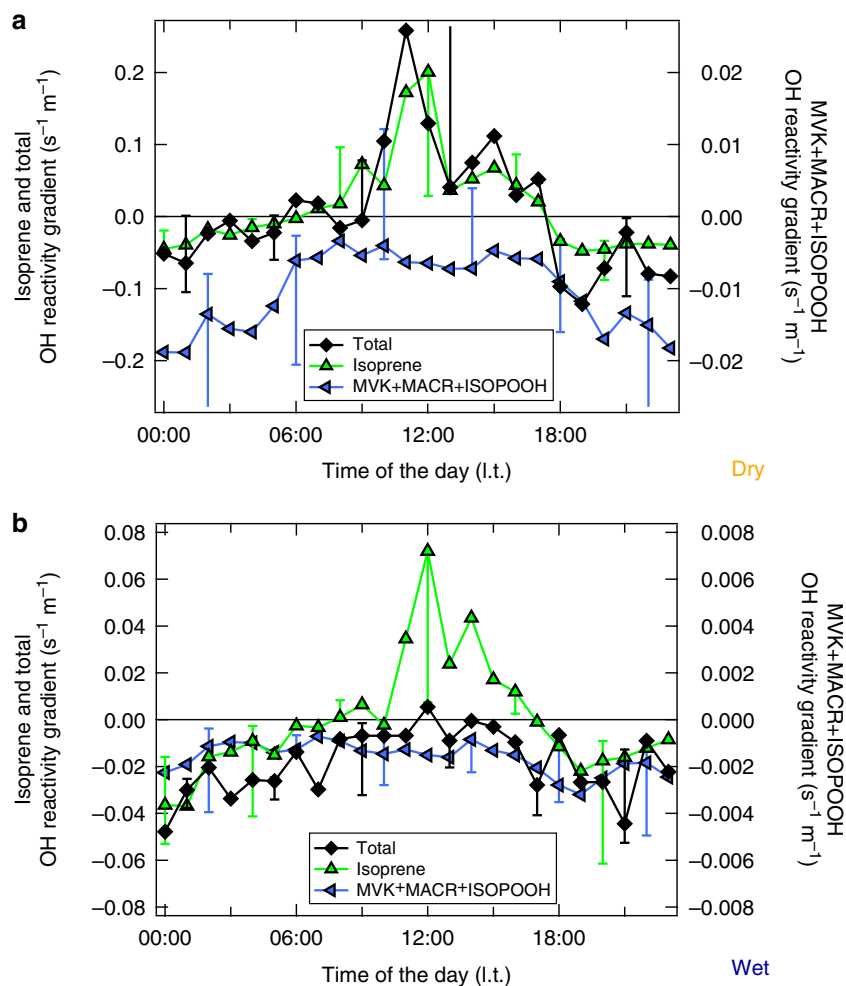 a
Isoprene and total
OH reactivity gradient (s⁻¹ m⁻¹)
0.2
0.1
0.0
–0.1
–0.2
0.02
0.01
0.00
–0.01
–0.02
MVK+MACR+ISOPOOH
OH reactivity gradient (s⁻¹ m⁻¹)
Total
Isoprene
MVK+MACR+ISOPOOH
00:00 06:00 12:00 18:00
Time of the day (l.t.)
Dry
b
Isoprene and total
OH reactivity gradient (s⁻¹ m⁻¹)
0.08
0.06
0.04
0.02
0.00
–0.02
–0.04
–0.06
–0.08
0.008
0.006
0.004
0.002
0.000
–0.002
–0.004
–0.006
–0.008
MVK+MACR+ISOPOOH
OH reactivity gradient (s⁻¹ m⁻¹)
Total
Isoprene
MVK⁺MACR⁺ISOPOOH
00:00 06:00 12:00 18:00
Time of the day (l.t.)
Wet